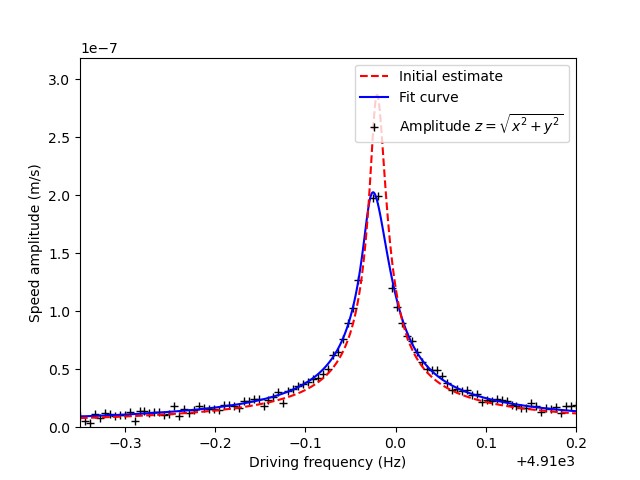 1e−7
3.0
2.5
2.0
1.5
1.0
0.5
0.0
Speed amplitude (m/s)
Initial estimate
Fit curve
Amplitude z = √x² + y²
−0.3 −0.2 −0.1 0.0 0.1 0.2
Driving frequency (Hz)
+4.91e3